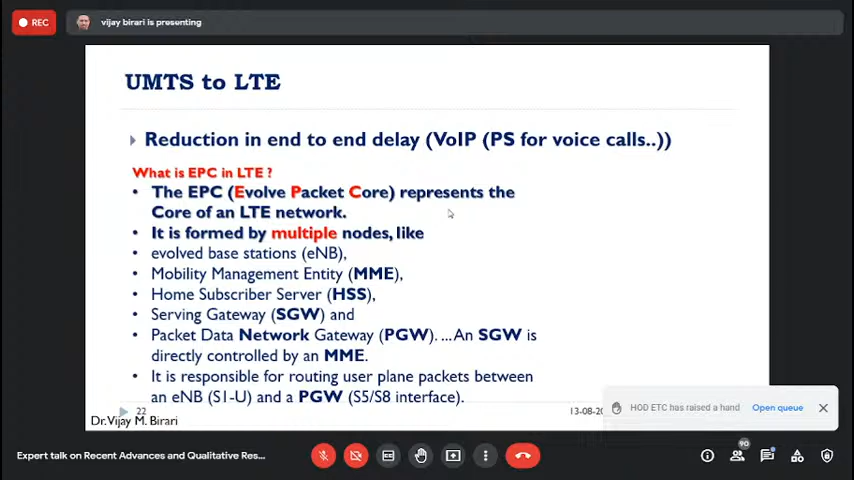 REC
vijay birari is presenting
UMTS to LTE
Reduction in end to end delay (VoIP (PS for voice calls..))
What is EPC in LTE ?
• The EPC (Evolve Packet Core) represents the
Core of an LTE network.
• It is formed by multiple nodes, like
• evolved base stations (eNB),
• Mobility Management Entity (MME),
• Home Subscriber Server (HSS),
• Serving Gateway (SGW) and
• Packet Data Network Gateway (PGW). ...An SGW is
directly controlled by an MME.
• It is responsible for routing user plane packets between
an eNB (S1-U) and a PGW (S5/S8 interface).
22
13-08-20
Dr.Vijay M. Birari
HOD ETC has raised a hand
Open queue
Expert talk on Recent Advances and Qualitative Res...
90